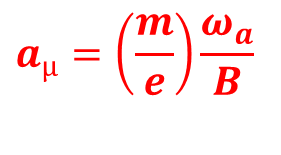 a_μ = (m/e) ω_a/B